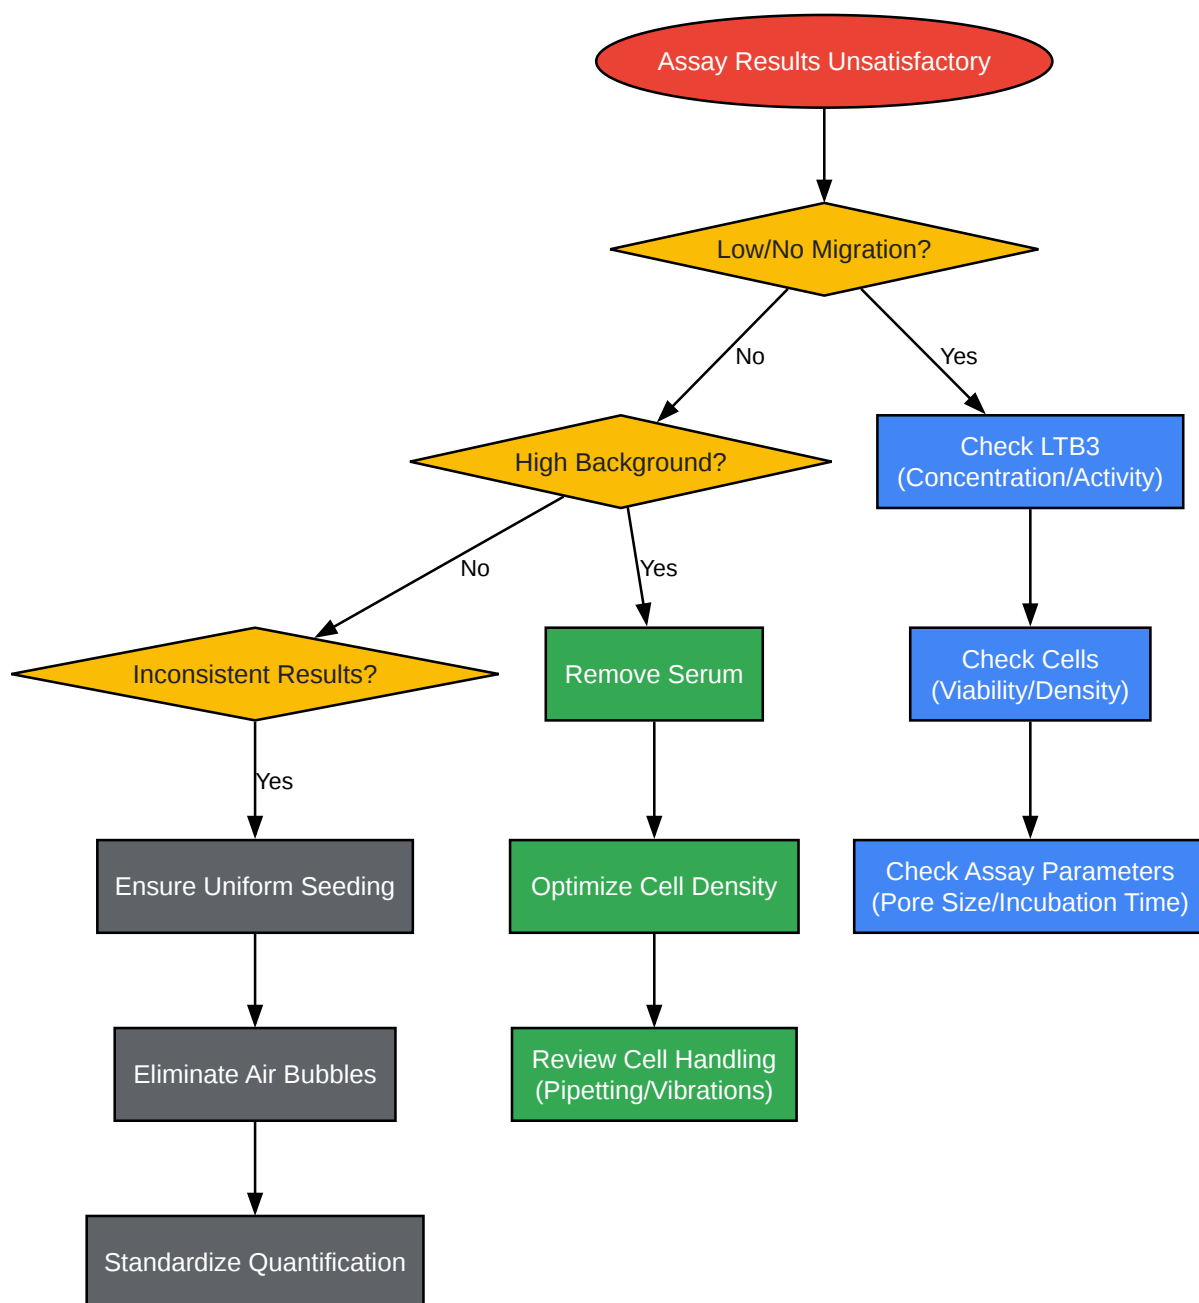 Assay Results Unsatisfactory
Low/No Migration?
No
Yes
High Background?
Check LTB3
(Concentration/Activity)
No
Yes
Inconsistent Results?
Remove Serum
Check Cells
(Viability/Density)
Yes
Ensure Uniform Seeding
Optimize Cell Density
Check Assay Parameters
(Pore Size/Incubation Time)
Eliminate Air Bubbles
Review Cell Handling
(Pipetting/Vibrations)
Standardize Quantification